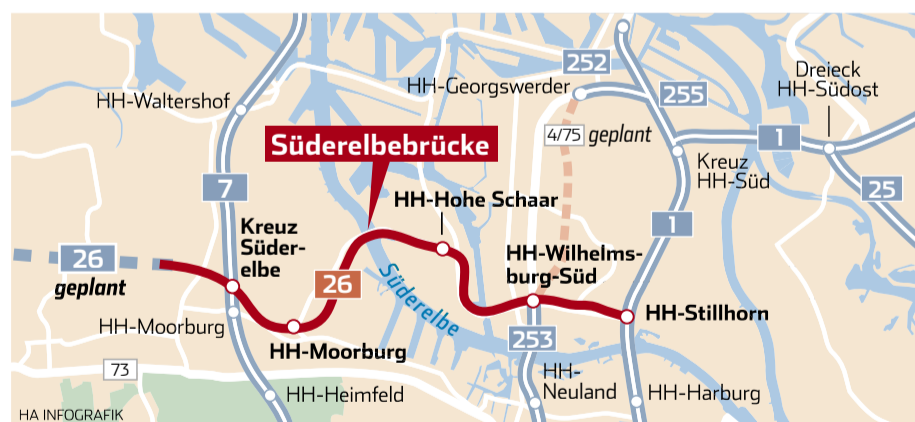 252
HH-Georgswerder
Dreieck
HH-Südost
HH-Waltershof
255
4/75 geplant
1
Süderelbebrücke
Kreuz
HH-Süd
7
25
HH-Hohe Schaar
Kreuz
Süder-
elbe
1
26
geplant
HH-Wilhelms-
burg-Süd
26
Süderelbe
HH-Moorburg
HH-Stillhorn
HH-Moorburg
253
73
HH-
Neuland
HH-Heimfeld
HH-Harburg
HA INFOGRAFIK